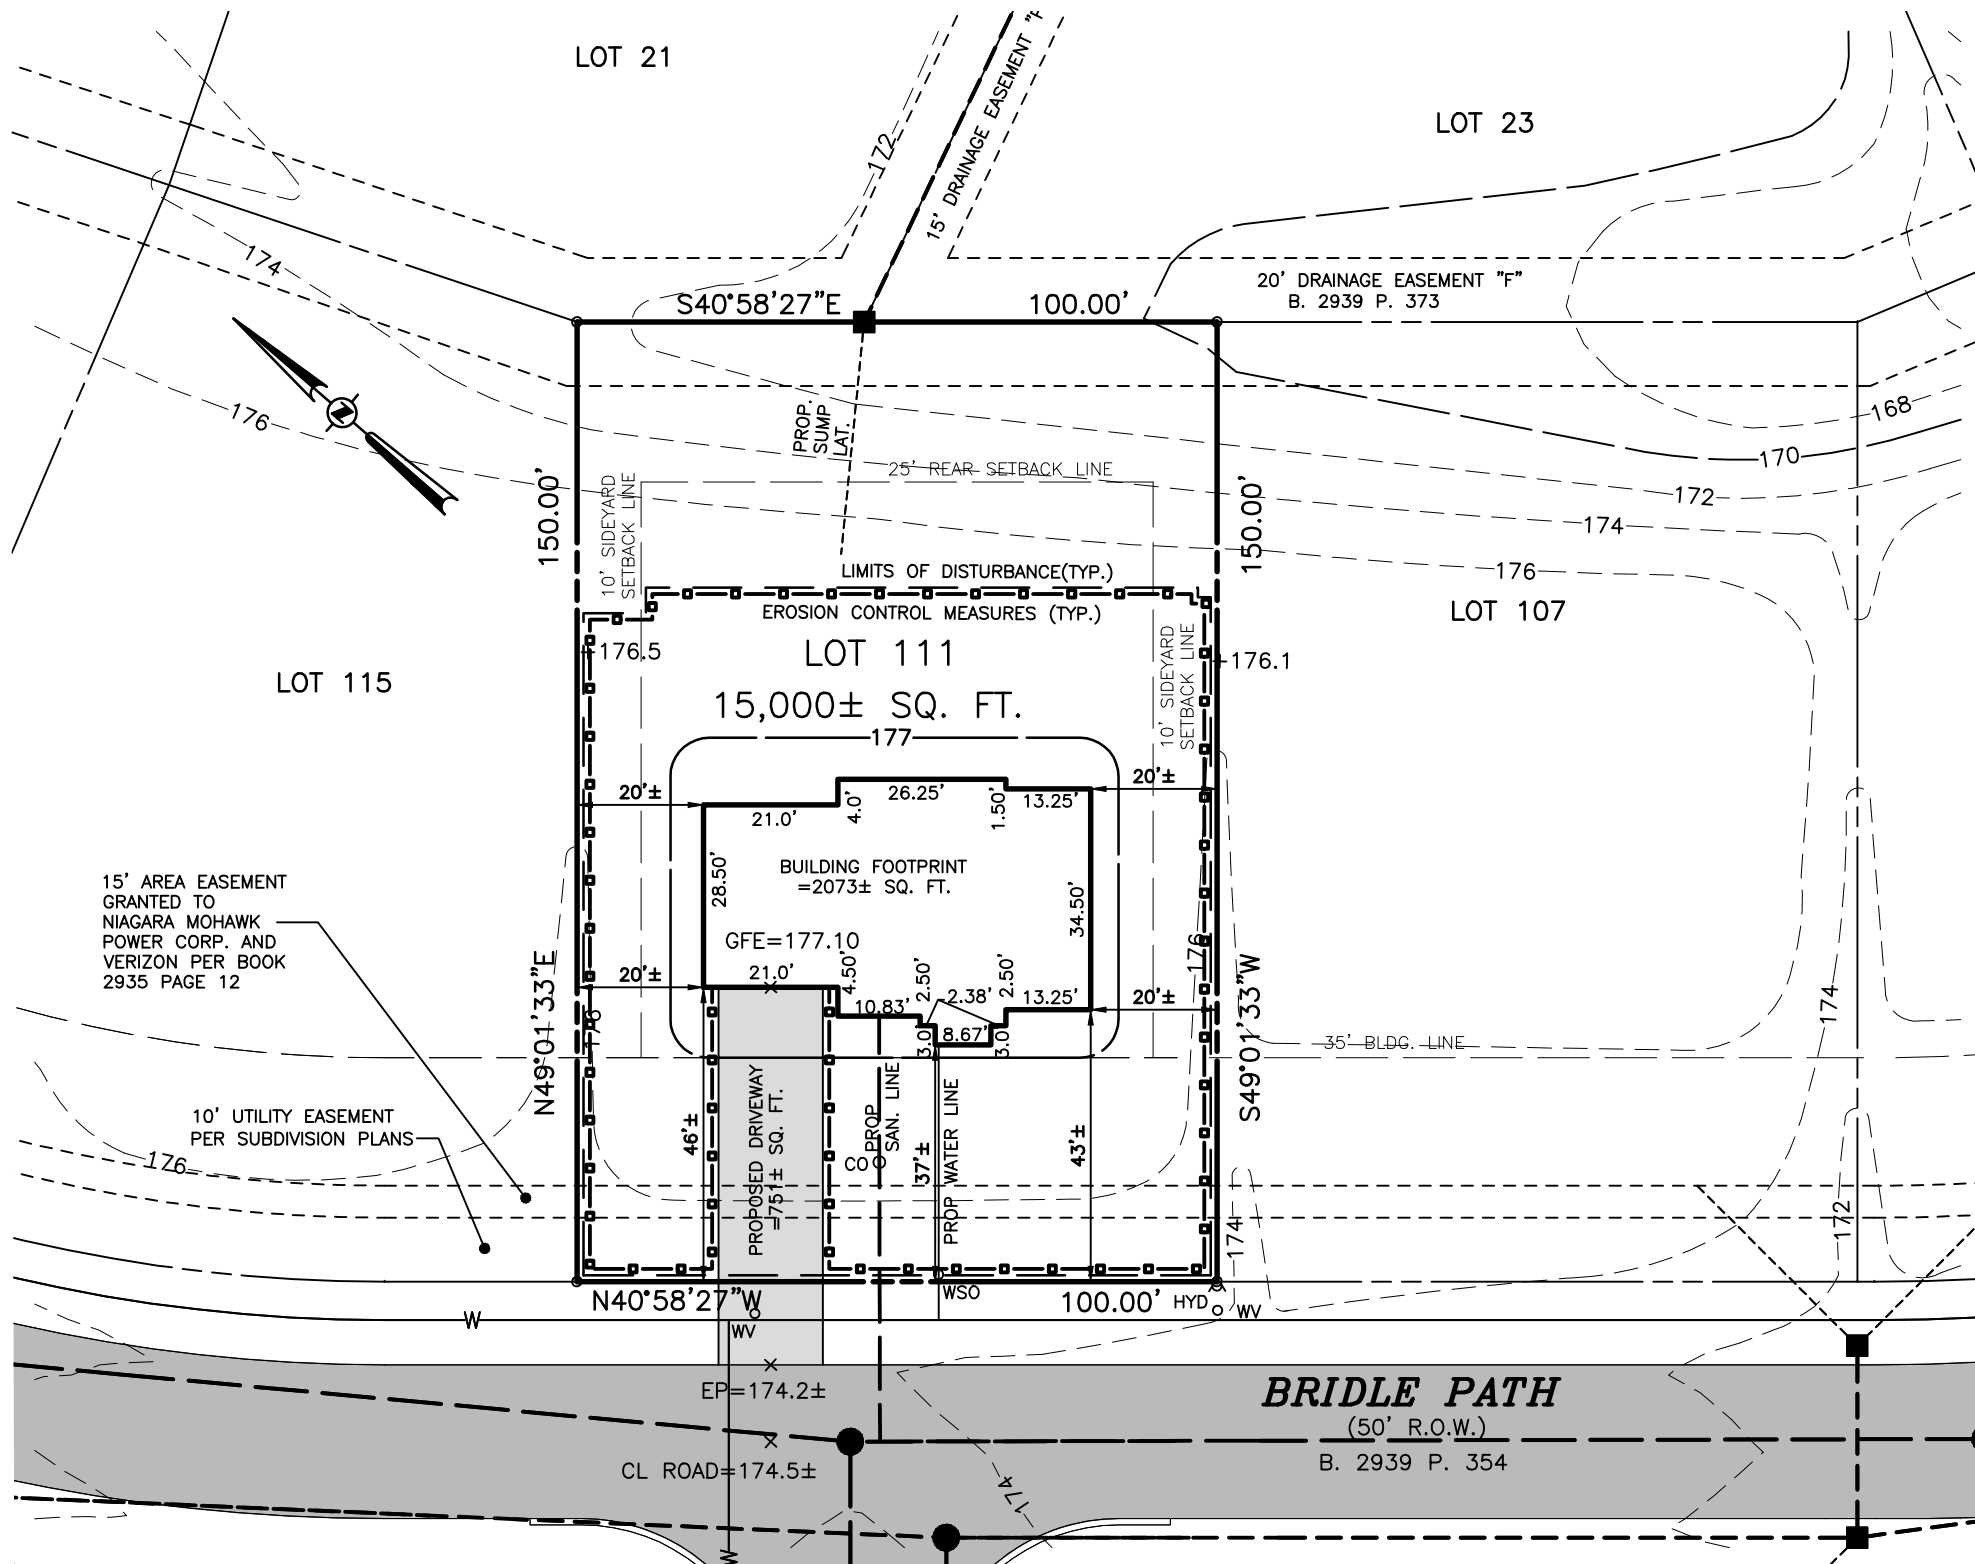 LOT 21
15' DRAINAGE EASEMENT "F"
LOT 23
172
174
20' DRAINAGE EASEMENT "F"
B. 2939 P. 373
S40°58'27"E
100.00'
176
N
168
170
172
174
176
PROP.
SUMP
LAT.
25' REAR SETBACK LINE
10' SIDEYARD
SETBACK LINE
150.00'
150.00'
LIMITS OF DISTURBANCE(TYP.)
EROSION CONTROL MEASURES (TYP.)
LOT 107
LOT 111
176.5
176.1
10' SIDEYARD
SETBACK LINE
LOT 115
15,000± SQ. FT.
177
20'±
20'±
26.25'
4.0'
1.50'
13.25'
21.0'
28.50'
BUILDING FOOTPRINT
=2073± SQ. FT.
34.50'
15' AREA EASEMENT
GRANTED TO
NIAGARA MOHAWK
POWER CORP. AND
VERIZON PER BOOK
2935 PAGE 12
GFE=177.10
176
20'±
21.0'
4.50'
2.50'
2.38'
2.50'
13.25'
20'±
10.83'
8.67'
3.0'
3.0'
176
174
N49°01'33"E
S49°01'33"W
35' BLDG. LINE
10' UTILITY EASEMENT
PER SUBDIVISION PLANS
176
46'±
PROPOSED DRIVEWAY
=751± SQ. FT.
CO
PROP
SAN. LINE
37'±
PROP WATER LINE
43'±
174
172
WSO
N40°58'27"W
100.00'
HYD
WV
W
WV
EP=174.2±
BRIDLE PATH
(50' R.O.W.)
B. 2939 P. 354
CL ROAD=174.5±
174
W